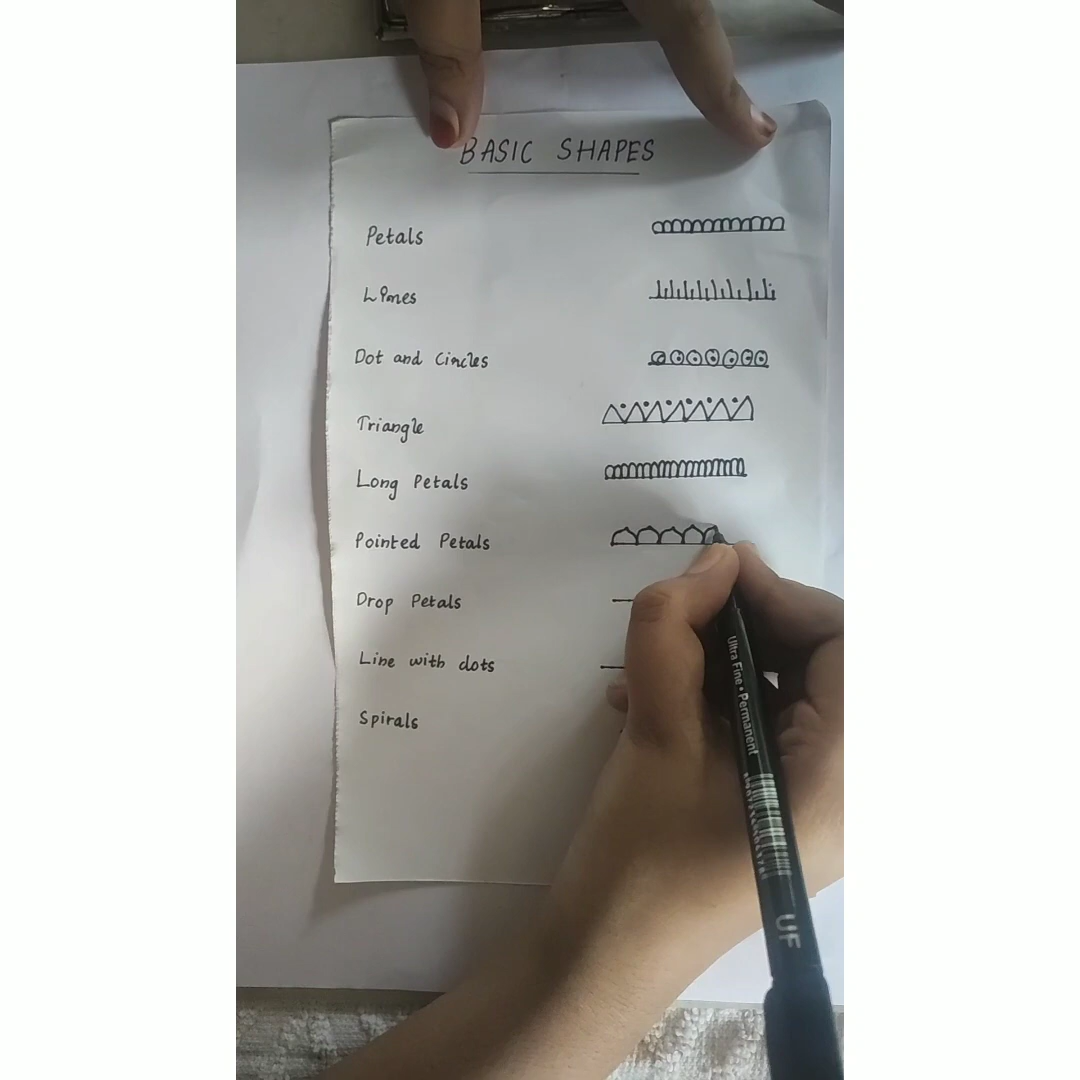 BASIC SHAPES
Petals
Lines
Dot and Circles
Triangle
Long Petals
Pointed Petals
Drop Petals
Line with dots
Spirals
Ultra Fine • Permanent
UF